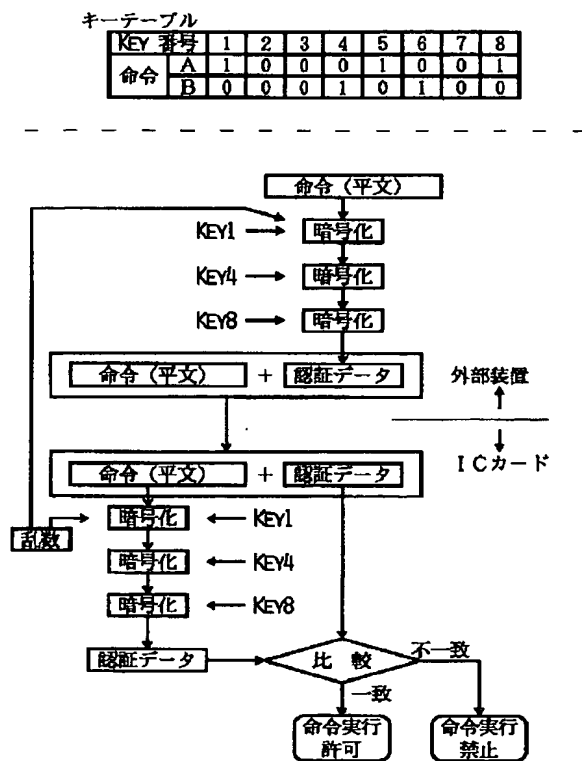 キーテーブル
KEY 番号 1 2 3 4 5 6 7 8
命令 A 1 0 0 0 1 0 0 1
B 0 0 0 1 0 1 0 0
命令（平文）
KEY1 暗号化
KEY4 暗号化
KEY8 暗号化
命令（平文） + 認証データ
外部装置
ICカード
命令（平文） + 認証データ
乱数 暗号化 KEY1
暗号化 KEY4
暗号化 KEY8
認証データ 比較 不一致
一致
命令実行 命令実行
許可 禁止